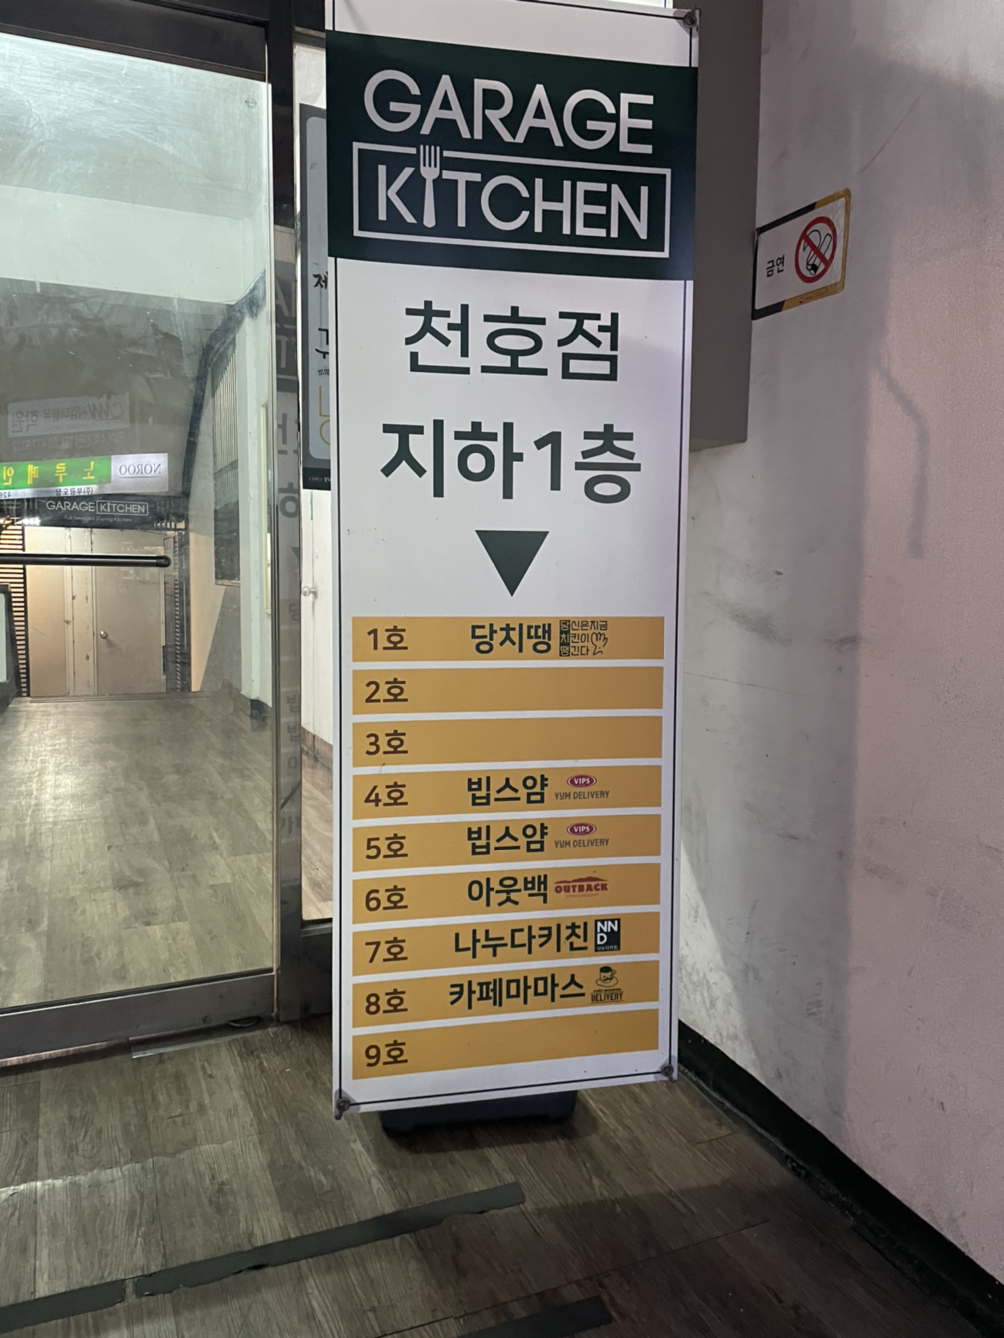 GARAGE
KITCHEN
천호점
지하1층
1호 당치땡 당신은지금
치킨이
땡긴다
2호
3호
4호 빕스얌 VIPS
YUM DELIVERY
5호 빕스얌 VIPS
YUM DELIVERY
6호 아웃백 OUTBACK
7호 나누다키친 NND
8호 카페마마스
DELIVERY
9호
금연
NOROO
GARAGE KITCHEN